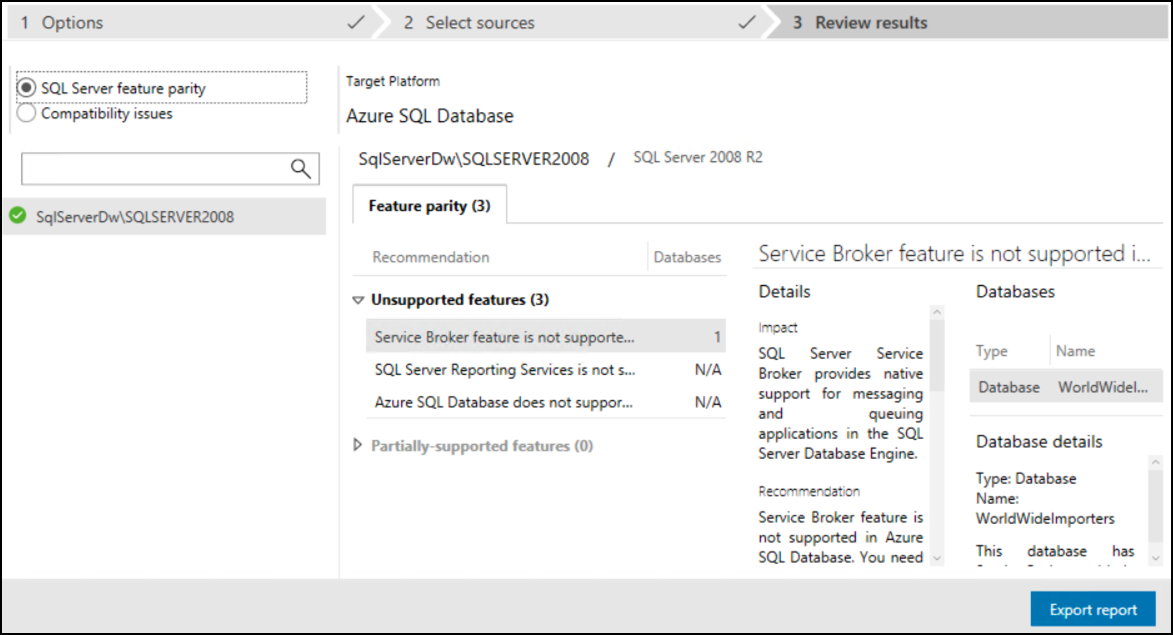 1 Options
2 Select sources
3 Review results
SQL Server feature parity
Compatibility issues
SqlServerDw\SQLSERVER2008
Target Platform
Azure SQL Database
SqlServerDw\SQLSERVER2008 / SQL Server 2008 R2
Feature parity (3)
Recommendation Databases
Unsupported features (3)
Service Broker feature is not supporte... 1
SQL Server Reporting Services is not s... N/A
Azure SQL Database does not suppor... N/A
Partially-supported features (0)
Service Broker feature is not supported i...
Details
Impact
SQL Server Service
Broker provides native
support for messaging
and queuing
applications in the SQL
Server Database Engine.
Recommendation
Service Broker feature is
not supported in Azure
SQL Database. You need
Databases
Type Name
Database WorldWideI...
Database details
Type: Database
Name:
WorldWideImporters
This database has
Export report